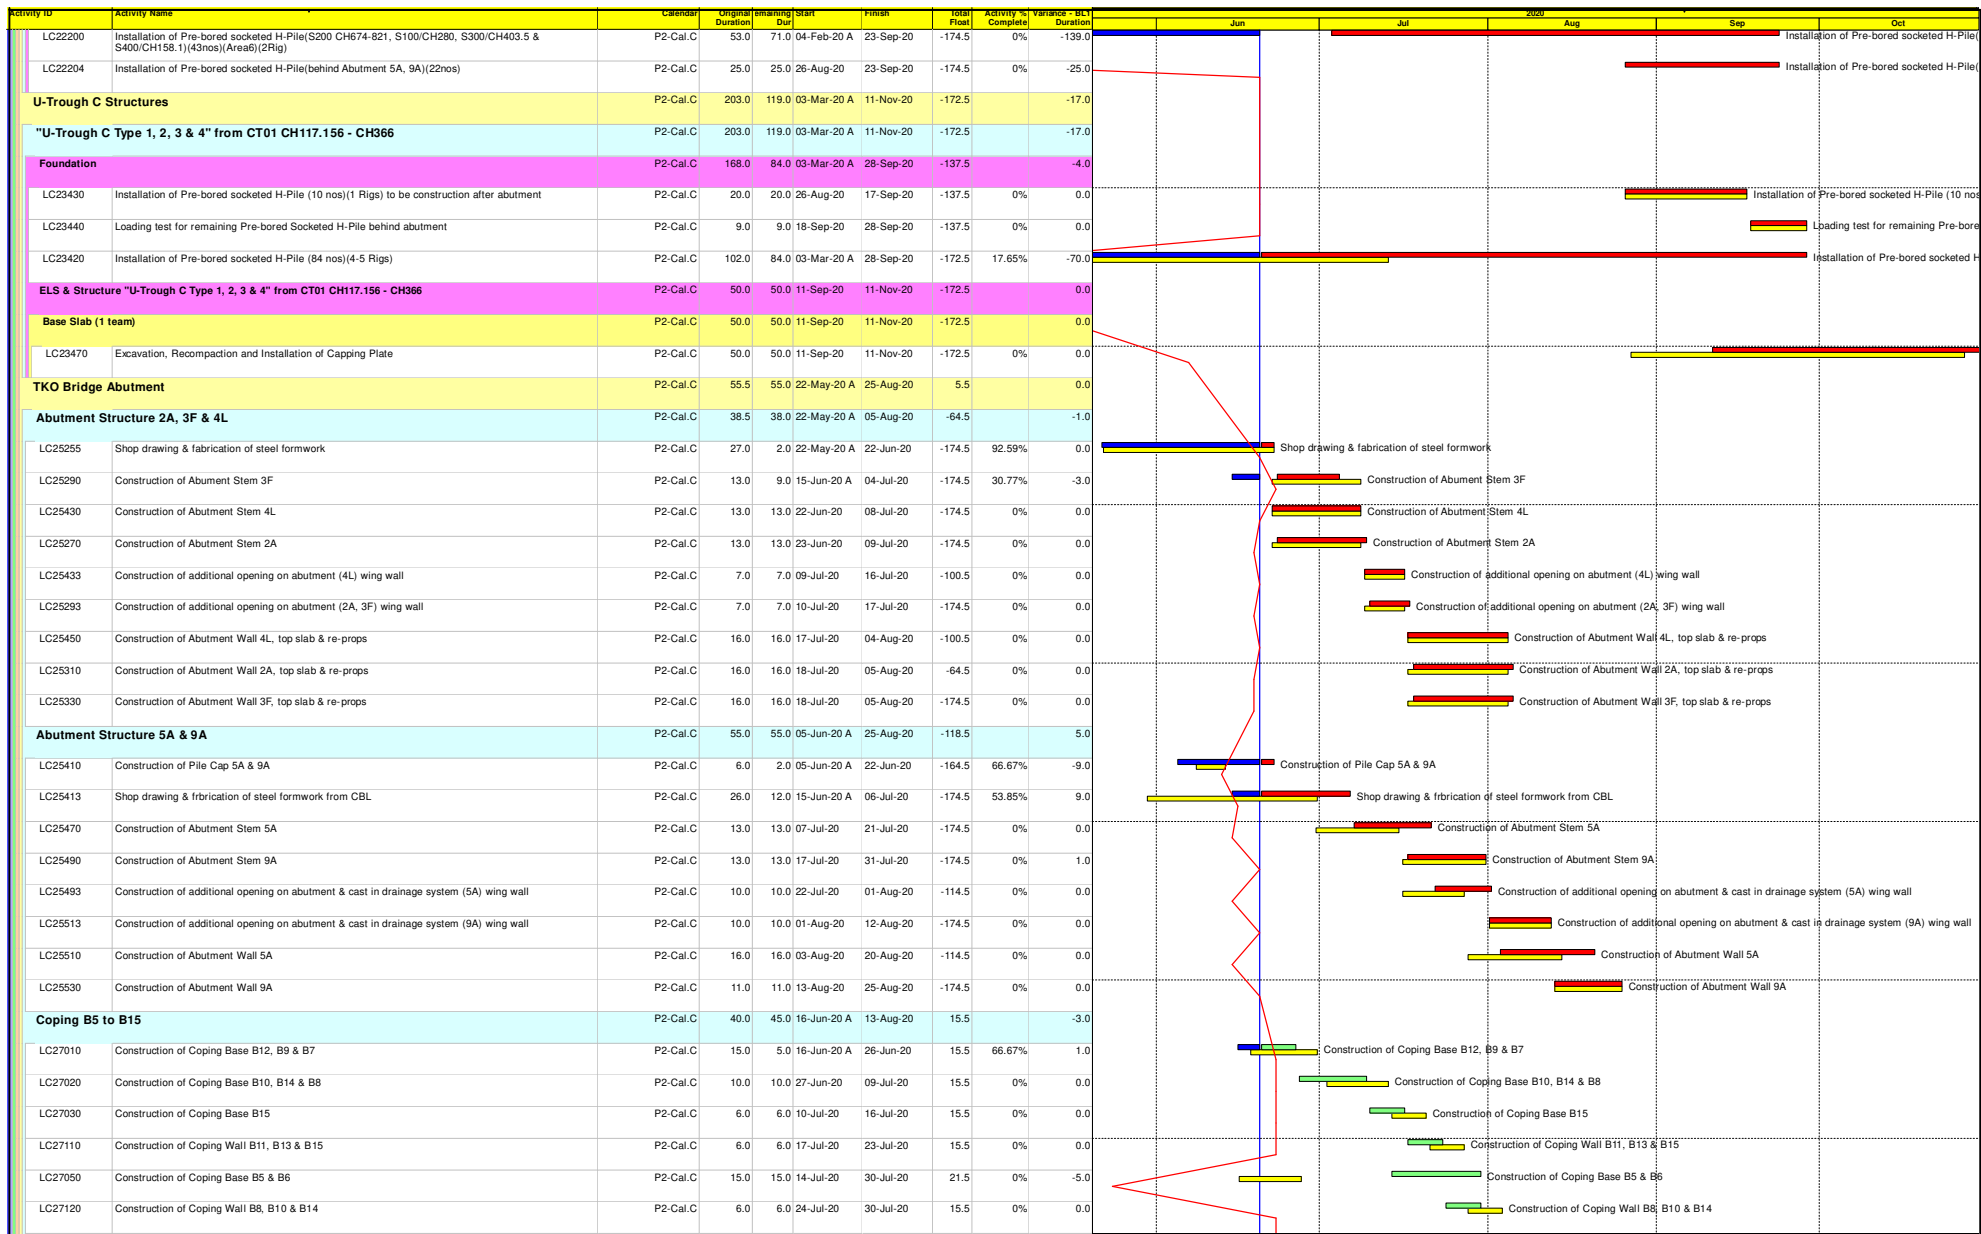 Activity ID Activity Name Calendar Original Duration emaining Dur Start Finish Total Float Activity % Complete Variance - BL1 Duration 2020
Jun Jul Aug Sep Oct
LC22200 Installation of Pre-bored socketed H-Pile(S200 CH674-821, S100/CH280, S300/CH403.5 & P2-Cal.C 53.0 71.0 04-Feb-20 A 23-Sep-20 -174.5 0% -139.0 Installation of Pre-bored socketed H-Pile(
S400/CH158.1)(43nos)(Area6)(2Rig)
LC22204 Installation of Pre-bored socketed H-Pile(behind Abutment 5A, 9A)(22nos) P2-Cal.C 25.0 25.0 26-Aug-20 23-Sep-20 -174.5 0% -25.0 Installation of Pre-bored socketed H-Pile(
U-Trough C Structures P2-Cal.C 203.0 119.0 03-Mar-20 A 11-Nov-20 -172.5 -17.0
"U-Trough C Type 1, 2, 3 & 4" from CT01 CH117.156 - CH366 P2-Cal.C 203.0 119.0 03-Mar-20 A 11-Nov-20 -172.5 -17.0
Foundation P2-Cal.C 168.0 84.0 03-Mar-20 A 28-Sep-20 -137.5 -4.0
LC23430 Installation of Pre-bored socketed H-Pile (10 nos)(1 Rigs) to be construction after abutment P2-Cal.C 20.0 20.0 26-Aug-20 17-Sep-20 -137.5 0% 0.0 Installation of Pre-bored socketed H-Pile (10 nos
LC23440 Loading test for remaining Pre-bored Socketed H-Pile behind abutment P2-Cal.C 9.0 9.0 18-Sep-20 28-Sep-20 -137.5 0% 0.0 Loading test for remaining Pre-bore
LC23420 Installation of Pre-bored socketed H-Pile (84 nos)(4-5 Rigs) P2-Cal.C 102.0 84.0 03-Mar-20 A 28-Sep-20 -172.5 17.65% -70.0 Installation of Pre-bored socketed H
ELS & Structure "U-Trough C Type 1, 2, 3 & 4" from CT01 CH117.156 - CH366 P2-Cal.C 50.0 50.0 11-Sep-20 11-Nov-20 -172.5 0.0
Base Slab (1 team) P2-Cal.C 50.0 50.0 11-Sep-20 11-Nov-20 -172.5 0.0
LC23470 Excavation, Recompaction and Installation of Capping Plate P2-Cal.C 50.0 50.0 11-Sep-20 11-Nov-20 -172.5 0% 0.0
TKO Bridge Abutment P2-Cal.C 55.5 55.0 22-May-20 A 25-Aug-20 5.5 0.0
Abutment Structure 2A, 3F & 4L P2-Cal.C 38.5 38.0 22-May-20 A 05-Aug-20 -64.5 -1.0
LC25255 Shop drawing & fabrication of steel formwork P2-Cal.C 27.0 2.0 22-May-20 A 22-Jun-20 -174.5 92.59% 0.0 Shop drawing & fabrication of steel formwork
LC25290 Construction of Abument Stem 3F P2-Cal.C 13.0 9.0 15-Jun-20 A 04-Jul-20 -174.5 30.77% -3.0 Construction of Abument Stem 3F
LC25430 Construction of Abutment Stem 4L P2-Cal.C 13.0 13.0 22-Jun-20 08-Jul-20 -174.5 0% 0.0 Construction of Abutment Stem 4L
LC25270 Construction of Abutment Stem 2A P2-Cal.C 13.0 13.0 23-Jun-20 09-Jul-20 -174.5 0% 0.0 Construction of Abutment Stem 2A
LC25433 Construction of additional opening on abutment (4L) wing wall P2-Cal.C 7.0 7.0 09-Jul-20 16-Jul-20 -100.5 0% 0.0 Construction of additional opening on abutment (4L) wing wall
LC25293 Construction of additional opening on abutment (2A, 3F) wing wall P2-Cal.C 7.0 7.0 10-Jul-20 17-Jul-20 -174.5 0% 0.0 Construction of additional opening on abutment (2A, 3F) wing wall
LC25450 Construction of Abutment Wall 4L, top slab & re-props P2-Cal.C 16.0 16.0 17-Jul-20 04-Aug-20 -100.5 0% 0.0 Construction of Abutment Wall 4L, top slab & re-props
LC25310 Construction of Abutment Wall 2A, top slab & re-props P2-Cal.C 16.0 16.0 18-Jul-20 05-Aug-20 -64.5 0% 0.0 Construction of Abutment Wall 2A, top slab & re-props
LC25330 Construction of Abutment Wall 3F, top slab & re-props P2-Cal.C 16.0 16.0 18-Jul-20 05-Aug-20 -174.5 0% 0.0 Construction of Abutment Wall 3F, top slab & re-props
Abutment Structure 5A & 9A P2-Cal.C 55.0 55.0 05-Jun-20 A 25-Aug-20 -118.5 5.0
LC25410 Construction of Pile Cap 5A & 9A P2-Cal.C 6.0 2.0 05-Jun-20 A 22-Jun-20 -164.5 66.67% -9.0 Construction of Pile Cap 5A & 9A
LC25413 Shop drawing & frbrication of steel formwork from CBL P2-Cal.C 26.0 12.0 15-Jun-20 A 06-Jul-20 -174.5 53.85% 9.0 Shop drawing & frbrication of steel formwork from CBL
LC25470 Construction of Abutment Stem 5A P2-Cal.C 13.0 13.0 07-Jul-20 21-Jul-20 -174.5 0% 0.0 Construction of Abutment Stem 5A
LC25490 Construction of Abutment Stem 9A P2-Cal.C 13.0 13.0 17-Jul-20 31-Jul-20 -174.5 0% 1.0 Construction of Abutment Stem 9A
LC25493 Construction of additional opening on abutment & cast in drainage system (5A) wing wall P2-Cal.C 10.0 10.0 22-Jul-20 01-Aug-20 -114.5 0% 0.0 Construction of additional opening on abutment & cast in drainage system (5A) wing wall
LC25513 Construction of additional opening on abutment & cast in drainage system (9A) wing wall P2-Cal.C 10.0 10.0 01-Aug-20 12-Aug-20 -174.5 0% 0.0 Construction of additional opening on abutment & cast in drainage system (9A) wing wall
LC25510 Construction of Abutment Wall 5A P2-Cal.C 16.0 16.0 03-Aug-20 20-Aug-20 -114.5 0% 0.0 Construction of Abutment Wall 5A
LC25530 Construction of Abutment Wall 9A P2-Cal.C 11.0 11.0 13-Aug-20 25-Aug-20 -174.5 0% 0.0 Construction of Abutment Wall 9A
Coping B5 to B15 P2-Cal.C 40.0 45.0 16-Jun-20 A 13-Aug-20 15.5 -3.0
LC27010 Construction of Coping Base B12, B9 & B7 P2-Cal.C 15.0 5.0 16-Jun-20 A 26-Jun-20 15.5 66.67% 1.0 Construction of Coping Base B12, B9 & B7
LC27020 Construction of Coping Base B10, B14 & B8 P2-Cal.C 10.0 10.0 27-Jun-20 09-Jul-20 15.5 0% 0.0 Construction of Coping Base B10, B14 & B8
LC27030 Construction of Coping Base B15 P2-Cal.C 6.0 6.0 10-Jul-20 16-Jul-20 15.5 0% 0.0 Construction of Coping Base B15
LC27110 Construction of Coping Wall B11, B13 & B15 P2-Cal.C 6.0 6.0 17-Jul-20 23-Jul-20 15.5 0% 0.0 Construction of Coping Wall B11, B13 & B15
LC27050 Construction of Coping Base B5 & B6 P2-Cal.C 15.0 15.0 14-Jul-20 30-Jul-20 21.5 0% -5.0 Construction of Coping Base B5 & B6
LC27120 Construction of Coping Wall B8, B10 & B14 P2-Cal.C 6.0 6.0 24-Jul-20 30-Jul-20 15.5 0% 0.0 Construction of Coping Wall B8, B10 & B14